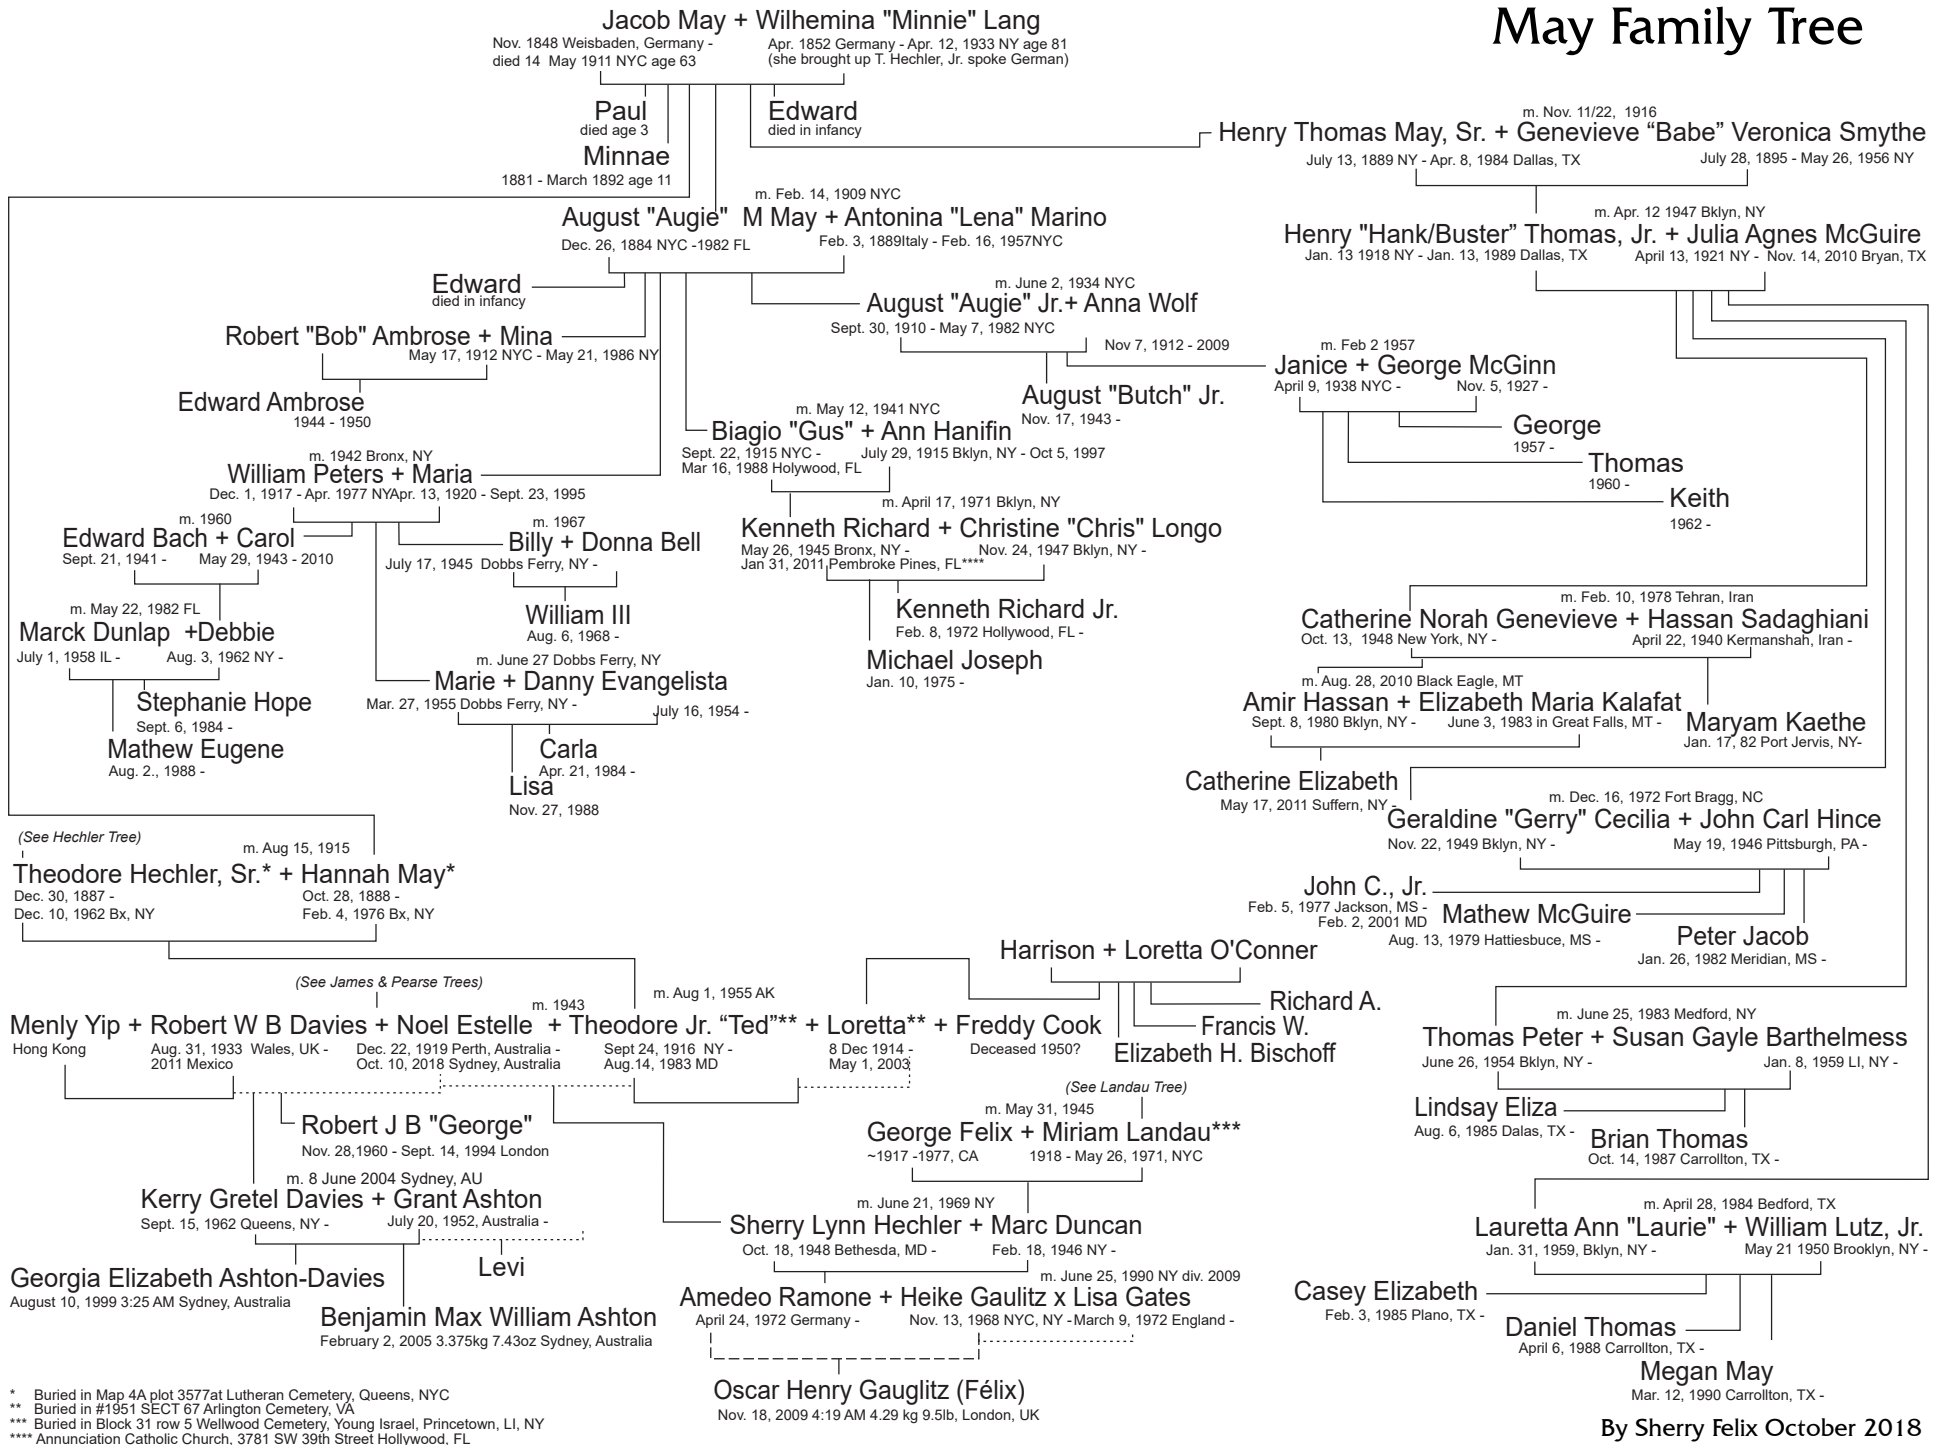 May Family Tree
Jacob May + Wilhemina "Minnie" Lang
Nov. 1848 Weisbaden, Germany -
died 14 May 1911 NYC age 63
Apr. 1852 Germany - Apr. 12, 1933 NY age 81
(she brought up T. Hechler, Jr. spoke German)
Paul
died age 3
Edward
died in infancy
Minnae
1881 - March 1892 age 11
m. Nov. 11/22, 1916
Henry Thomas May, Sr. + Genevieve “Babe” Veronica Smythe
July 13, 1889 NY - Apr. 8, 1984 Dallas, TX
July 28, 1895 - May 26, 1956 NY
m. Feb. 14, 1909 NYC
August "Augie" M May + Antonina "Lena" Marino
Dec. 26, 1884 NYC -1982 FL
Feb. 3, 1889Italy - Feb. 16, 1957NYC
m. Apr. 12 1947 Bklyn, NY
Henry "Hank/Buster” Thomas, Jr. + Julia Agnes McGuire
Jan. 13 1918 NY - Jan. 13, 1989 Dallas, TX
April 13, 1921 NY - Nov. 14, 2010 Bryan, TX
Edward
died in infancy
m. June 2, 1934 NYC
August "Augie" Jr.+ Anna Wolf
Sept. 30, 1910 - May 7, 1982 NYC
Nov 7, 1912 - 2009
Robert "Bob" Ambrose + Mina
May 17, 1912 NYC - May 21, 1986 NY
Edward Ambrose
1944 - 1950
m. Feb 2 1957
Janice + George McGinn
April 9, 1938 NYC -
Nov. 5, 1927 -
August "Butch" Jr.
Nov. 17, 1943 -
George
1957 -
Thomas
1960 -
Keith
1962 -
m. May 12, 1941 NYC
Biagio "Gus" + Ann Hanifin
Sept. 22, 1915 NYC -
Mar 16, 1988 Holywood, FL
July 29, 1915 Bklyn, NY - Oct 5, 1997
m. 1942 Bronx, NY
William Peters + Maria
Dec. 1, 1917 - Apr. 1977 NYApr. 13, 1920 - Sept. 23, 1995
m. April 17, 1971 Bklyn, NY
Kenneth Richard + Christine "Chris" Longo
May 26, 1945 Bronx, NY -
Jan 31, 2011 Pembroke Pines, FL****
Nov. 24, 1947 Bklyn, NY -
m. 1960
Edward Bach + Carol
Sept. 21, 1941 -
May 29, 1943 - 2010
m. 1967
Billy + Donna Bell
July 17, 1945 Dobbs Ferry, NY -
William III
Aug. 6, 1968 -
Kenneth Richard Jr.
Feb. 8, 1972 Hollywood, FL -
Michael Joseph
Jan. 10, 1975 -
m. May 22, 1982 FL
Marck Dunlap +Debbie
July 1, 1958 IL -
Aug. 3, 1962 NY -
Stephanie Hope
Sept. 6, 1984 -
Mathew Eugene
Aug. 2., 1988 -
m. June 27 Dobbs Ferry, NY
Marie + Danny Evangelista
Mar. 27, 1955 Dobbs Ferry, NY -
July 16, 1954 -
Carla
Apr. 21, 1984 -
Lisa
Nov. 27, 1988
m. Feb. 10, 1978 Tehran, Iran
Catherine Norah Genevieve + Hassan Sadaghiani
Oct. 13, 1948 New York, NY -
April 22, 1940 Kermanshah, Iran -
m. Aug. 28, 2010 Black Eagle, MT
Amir Hassan + Elizabeth Maria Kalafat
Sept. 8, 1980 Bklyn, NY -
June 3, 1983 in Great Falls, MT -
Maryam Kaethe
Jan. 17, 82 Port Jervis, NY-
Catherine Elizabeth
May 17, 2011 Suffern, NY -
m. Dec. 16, 1972 Fort Bragg, NC
Geraldine "Gerry" Cecilia + John Carl Hince
Nov. 22, 1949 Bklyn, NY -
May 19, 1946 Pittsburgh, PA -
John C., Jr.
Feb. 5, 1977 Jackson, MS -
Feb. 2, 2001 MD
Mathew McGuire
Aug. 13, 1979 Hattiesbuce, MS -
Peter Jacob
Jan. 26, 1982 Meridian, MS -
(See Hechler Tree)
m. Aug 15, 1915
Theodore Hechler, Sr.* + Hannah May*
Dec. 30, 1887 -
Dec. 10, 1962 Bx, NY
Oct. 28, 1888 -
Feb. 4, 1976 Bx, NY
Harrison + Loretta O'Conner
Richard A.
Francis W.
Elizabeth H. Bischoff
(See James & Pearse Trees)
m. 1943
m. Aug 1, 1955 AK
Menly Yip + Robert W B Davies + Noel Estelle + Theodore Jr. “Ted”** + Loretta** + Freddy Cook
Hong Kong
Aug. 31, 1933 Wales, UK -
2011 Mexico
Dec. 22, 1919 Perth, Australia -
Oct. 10, 2018 Sydney, Australia
Sept 24, 1916 NY -
Aug.14, 1983 MD
8 Dec 1914 -
May 1, 2003
Deceased 1950?
m. June 25, 1983 Medford, NY
Thomas Peter + Susan Gayle Barthelmess
June 26, 1954 Bklyn, NY -
Jan. 8, 1959 LI, NY -
Lindsay Eliza
Aug. 6, 1985 Dalas, TX -
Brian Thomas
Oct. 14, 1987 Carrollton, TX -
Robert J B "George"
Nov. 28,1960 - Sept. 14, 1994 London
(See Landau Tree)
m. May 31, 1945
George Felix + Miriam Landau***
~1917 -1977, CA
1918 - May 26, 1971, NYC
m. 8 June 2004 Sydney, AU
Kerry Gretel Davies + Grant Ashton
Sept. 15, 1962 Queens, NY -
July 20, 1952, Australia -
Levi
Georgia Elizabeth Ashton-Davies
August 10, 1999 3:25 AM Sydney, Australia
Benjamin Max William Ashton
February 2, 2005 3.375kg 7.43oz Sydney, Australia
m. June 21, 1969 NY
Sherry Lynn Hechler + Marc Duncan
Oct. 18, 1948 Bethesda, MD -
Feb. 18, 1946 NY -
m. June 25, 1990 NY div. 2009
Amedeo Ramone + Heike Gaulitz x Lisa Gates
April 24, 1972 Germany -
Nov. 13, 1968 NYC, NY -March 9, 1972 England -
Oscar Henry Gauglitz (Félix)
Nov. 18, 2009 4:19 AM 4.29 kg 9.5lb, London, UK
m. April 28, 1984 Bedford, TX
Lauretta Ann "Laurie" + William Lutz, Jr.
Jan. 31, 1959, Bklyn, NY -
May 21 1950 Brooklyn, NY -
Casey Elizabeth
Feb. 3, 1985 Plano, TX -
Daniel Thomas
April 6, 1988 Carrollton, TX -
Megan May
Mar. 12, 1990 Carrollton, TX -
* Buried in Map 4A plot 3577at Lutheran Cemetery, Queens, NYC
** Buried in #1951 SECT 67 Arlington Cemetery, VA
*** Buried in Block 31 row 5 Wellwood Cemetery, Young Israel, Princetown, LI, NY
**** Annunciation Catholic Church, 3781 SW 39th Street Hollywood, FL
By Sherry Felix October 2018